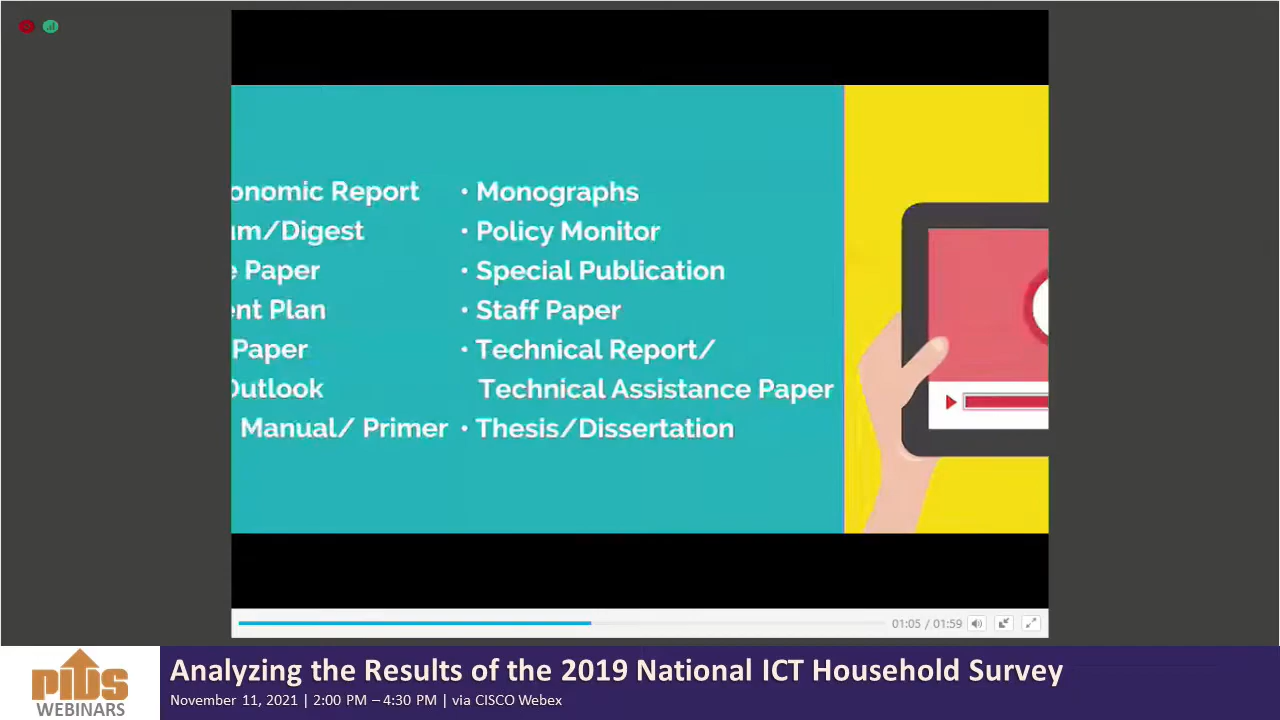 onomic Report
um/Digest
e Paper
ent Plan
Paper
Outlook
Manual/ Primer
• Monographs
• Policy Monitor
• Special Publication
• Staff Paper
• Technical Report/
Technical Assistance Paper
• Thesis/Dissertation
01:05 / 01:59
pids
WEBINARS
Analyzing the Results of the 2019 National ICT Household Survey
November 11, 2021 | 2:00 PM – 4:30 PM | via CISCO Webex